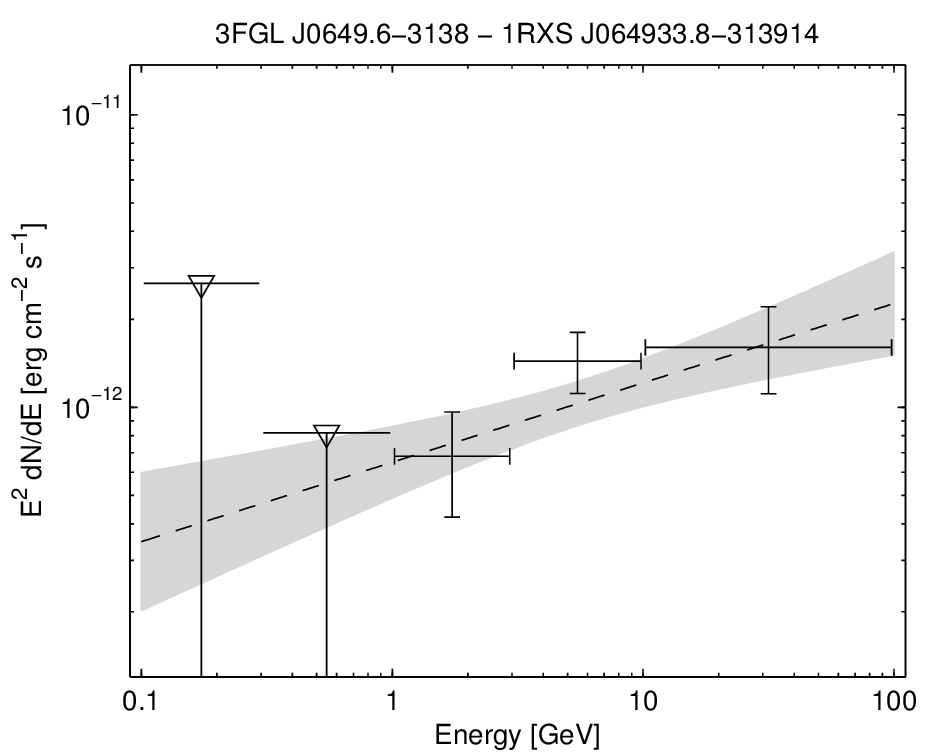 3FGL J0649.6−3138 − 1RXS J064933.8−313914
10⁻¹¹
10⁻¹²
E² dN/dE [erg cm⁻² s⁻¹]
0.1 1 10 100
Energy [GeV]